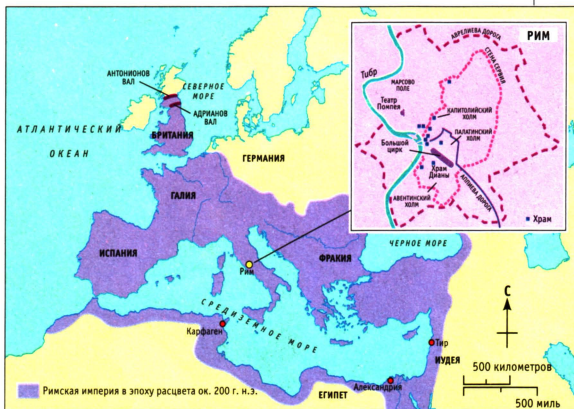 АНТОНИОНОВ
ВАЛ
СЕВЕРНОЕ
МОРЕ
АДРИАНОВ
ВАЛ
АТЛАНТИЧЕСКИЙ
ОКЕАН
БРИТАНИЯ
ГЕРМАНИЯ
ГАЛИЯ
ИСПАНИЯ
Рим
ФРАКИЯ
ЧЕРНОЕ МОРЕ
СРЕДИЗЕМНОЕ МОРЕ
Карфаген
Тир
ИУДЕЯ
Александрия
ЕГИПЕТ
Римская империя в эпоху расцвета ок. 200 г. н.э.
С
500 километров
500 миль
РИМ
АВРЕЛИЕВА ДОРОГА
СТЕНА СЕРВИЯ
Тибр
МАРСОВО
ПОЛЕ
Театр
Помпея
КАПИТОЛИЙСКИЙ
ХОЛМ
ПАЛАТИНСКИЙ
ХОЛМ
Большой
цирк
Храм
Дианы
АВЕНТИНСКИЙ
ХОЛМ
АППИЕВА ДОРОГА
Храм